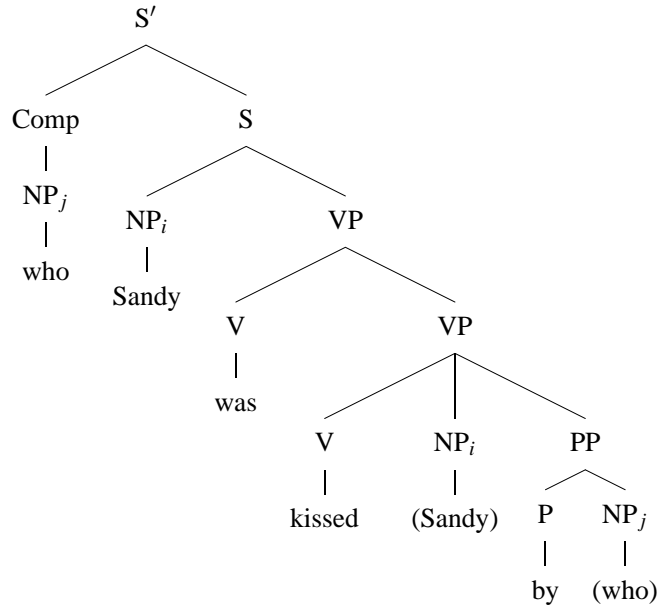 S′
Comp S
NP_j NP_i VP
who Sandy
V VP
was
V NP_i PP
kissed (Sandy) P NP_j
by (who)